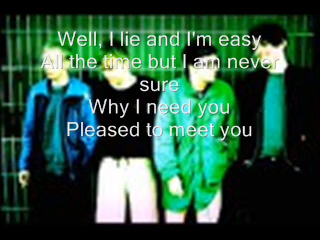 Well, I lie and I'm easy
All the time but I am never
sure
Why I need you
Pleased to meet you